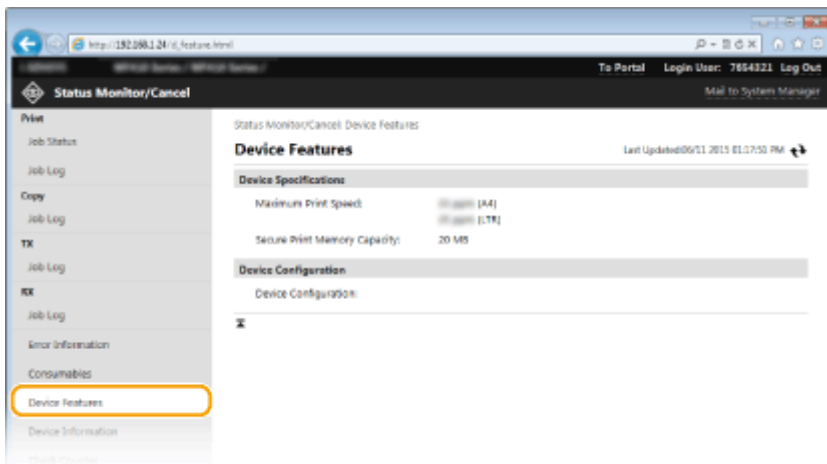 http://192.168.1.24/d_feature.html
To Portal Login User: 7654321 Log Out
Status Monitor/Cancel
Mail to System Manager
Print
Job Status
Job Log
Copy
Job Log
TX
Job Log
RX
Job Log
Error Information
Consumables
Device Features
Device Information
Check Counter
Status Monitor/Cancel: Device Features
Device Features
Last Updated:06/11 2015 01:17:51 PM
Device Specifications
Maximum Print Speed:
(A4)
(LTR)
Secure Print Memory Capacity: 20 MB
Device Configuration
Device Configuration: